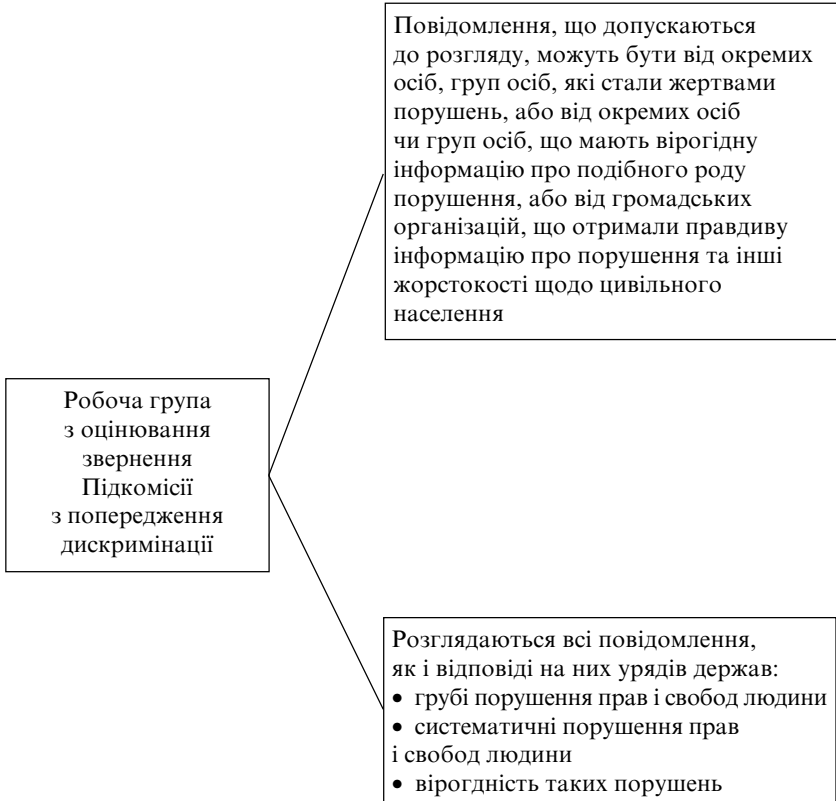 Повідомлення, що допускаються
до розгляду, можуть бути від окремих
осіб, груп осіб, які стали жертвами
порушень, або від окремих осіб
чи груп осіб, що мають вірогідну
інформацію про подібного роду
порушення, або від громадських
організацій, що отримали правдиву
інформацію про порушення та інші
жорстокості щодо цивільного
населення
Робоча група
з оцінювання
звернення
Підкомісії
з попередження
дискримінації
Розглядаються всі повідомлення,
як і відповіді на них урядів держав:
• грубі порушення прав і свобод людини
• систематичні порушення прав
і свобод людини
• вірогдність таких порушень